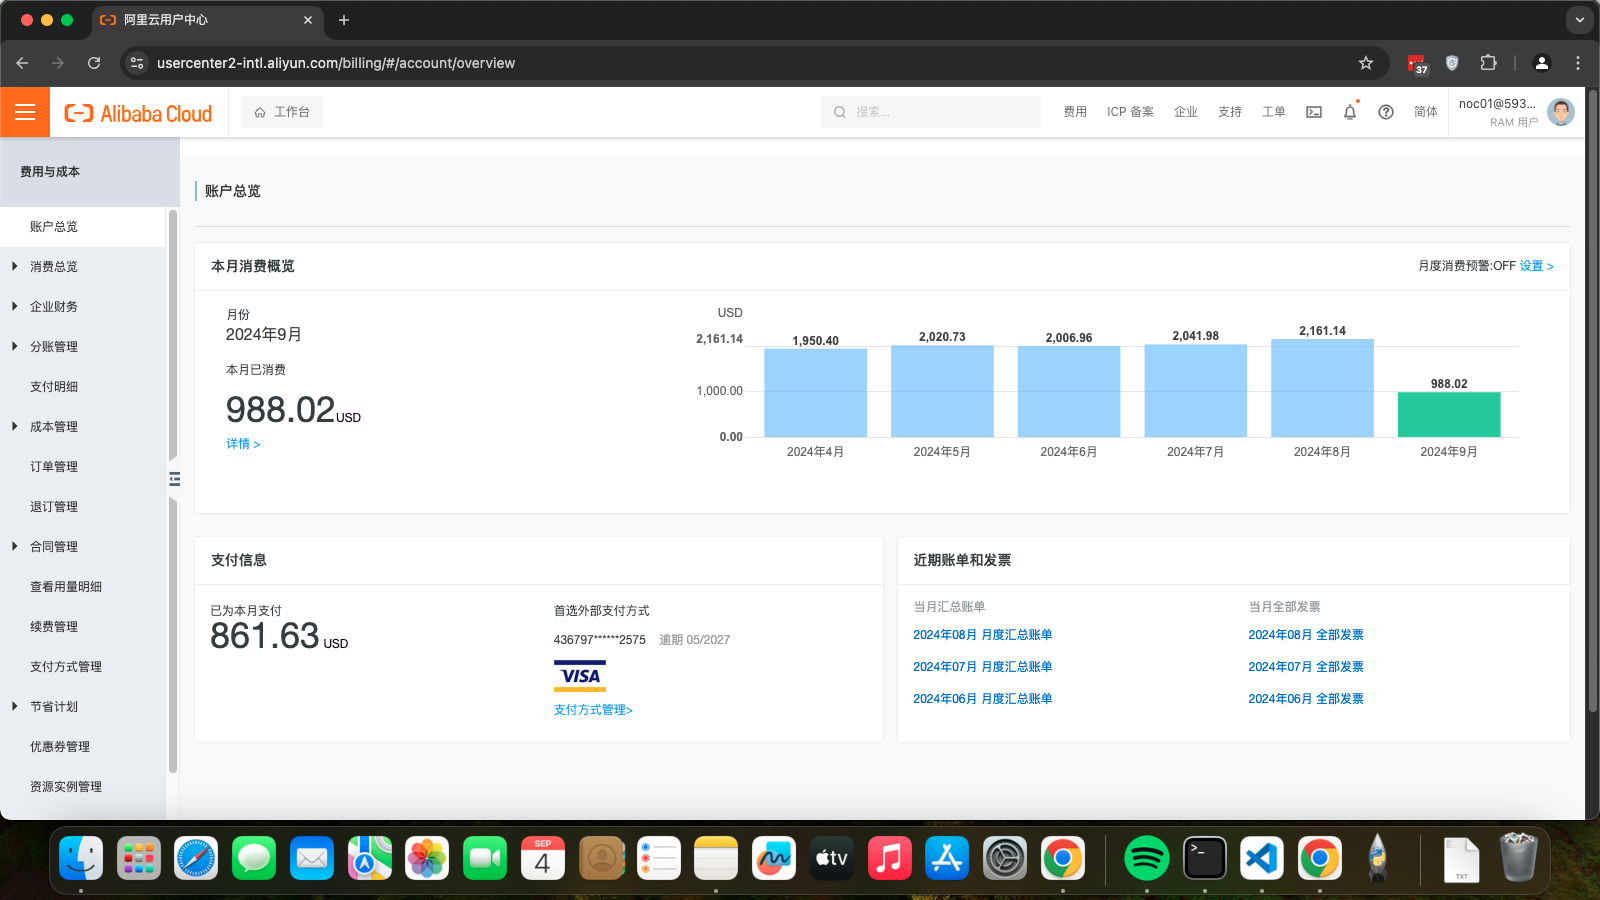 阿里云用户中心
usercenter2-intl.aliyun.com/billing/#/account/overview
37
Alibaba Cloud
工作台
搜索...
费用
ICP 备案
企业
支持
工单
简体
noc01@593...
RAM 用户
费用与成本
账户总览
消费总览
企业财务
分账管理
支付明细
成本管理
订单管理
退订管理
合同管理
查看用量明细
续费管理
支付方式管理
节省计划
优惠券管理
资源实例管理
账户总览
本月消费概览
月度消费预警:OFF 设置 >
月份
2024年9月
本月已消费
988.02USD
详情 >
USD
2,161.14
1,000.00
0.00
1,950.40
2,020.73
2,006.96
2,041.98
2,161.14
988.02
2024年4月
2024年5月
2024年6月
2024年7月
2024年8月
2024年9月
支付信息
已为本月支付
861.63 USD
首选外部支付方式
436797******2575 逾期 05/2027
VISA
支付方式管理>
近期账单和发票
当月汇总账单
当月全部发票
2024年08月 月度汇总账单
2024年08月 全部发票
2024年07月 月度汇总账单
2024年07月 全部发票
2024年06月 月度汇总账单
2024年06月 全部发票
SEP
4
tv
>_
TXT